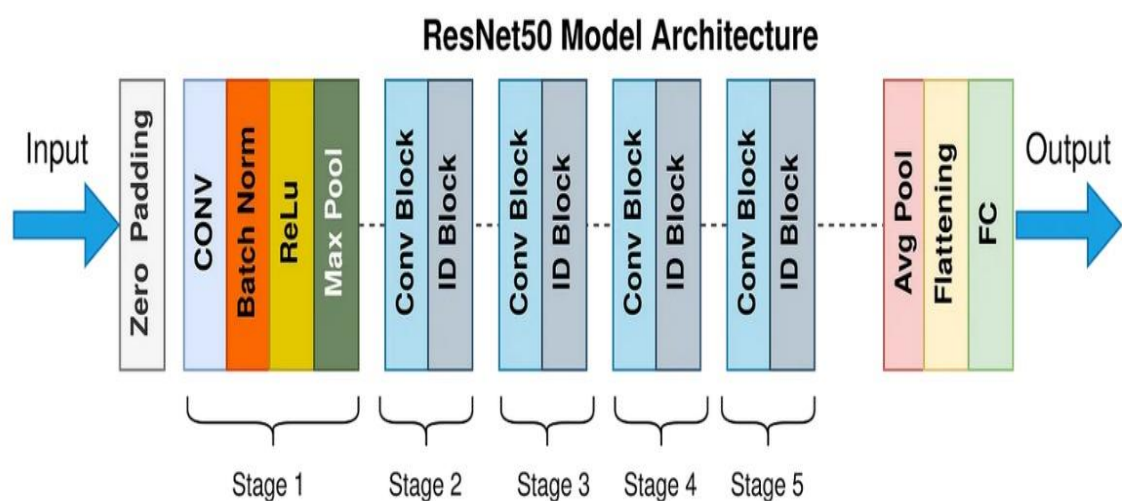 ResNet50 Model Architecture
Input
Zero Padding
CONV
Batch Norm
ReLu
Max Pool
Conv Block
ID Block
Conv Block
ID Block
Conv Block
ID Block
Conv Block
ID Block
Avg Pool
Flattening
FC
Output
Stage 1
Stage 2
Stage 3
Stage 4
Stage 5